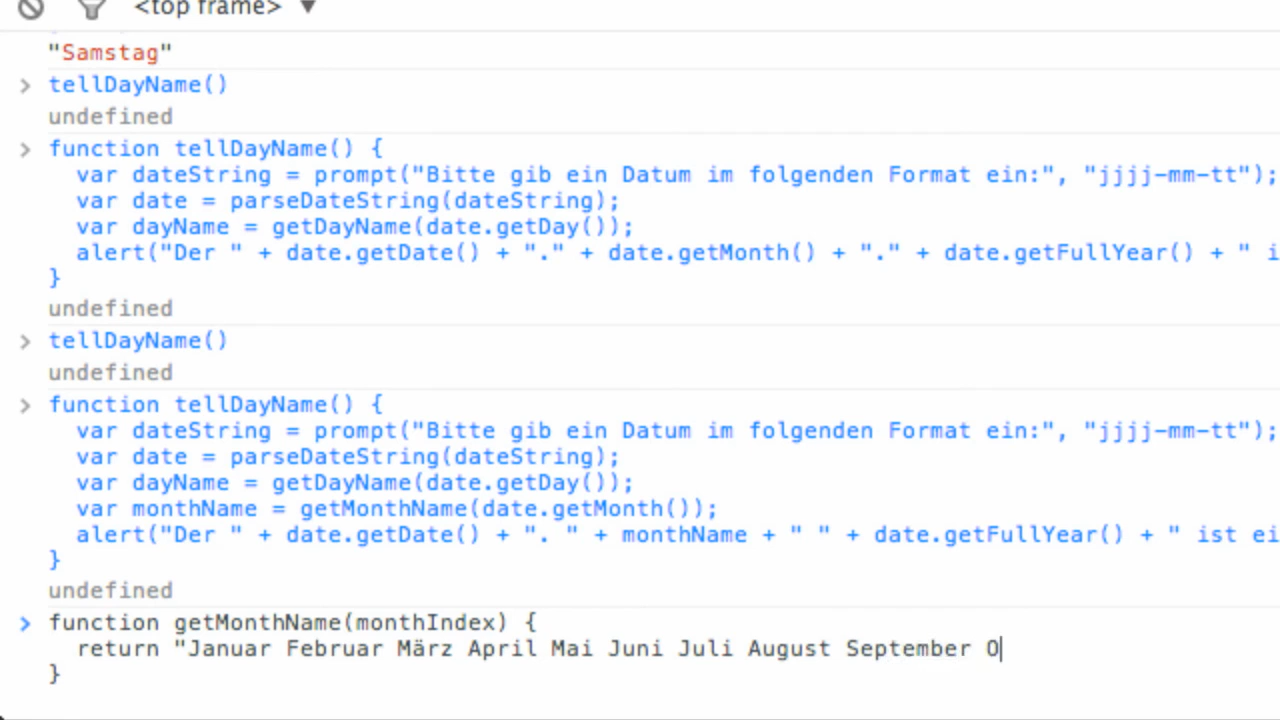 <top frame> ▼
"Samstag"
> tellDayName()
undefined
> function tellDayName() {
  var dateString = prompt("Bitte gib ein Datum im folgenden Format ein:", "jjjj-mm-tt");
  var date = parseDateString(dateString);
  var dayName = getDayName(date.getDay());
  alert("Der " + date.getDate() + "." + date.getMonth() + "." + date.getFullYear() + " i
}
undefined
> tellDayName()
undefined
> function tellDayName() {
  var dateString = prompt("Bitte gib ein Datum im folgenden Format ein:", "jjjj-mm-tt");
  var date = parseDateString(dateString);
  var dayName = getDayName(date.getDay());
  var monthName = getMonthName(date.getMonth());
  alert("Der " + date.getDate() + ". " + monthName + " " + date.getFullYear() + " ist ei
}
undefined
> function getMonthName(monthIndex) {
  return "Januar Februar März April Mai Juni Juli August September O
}